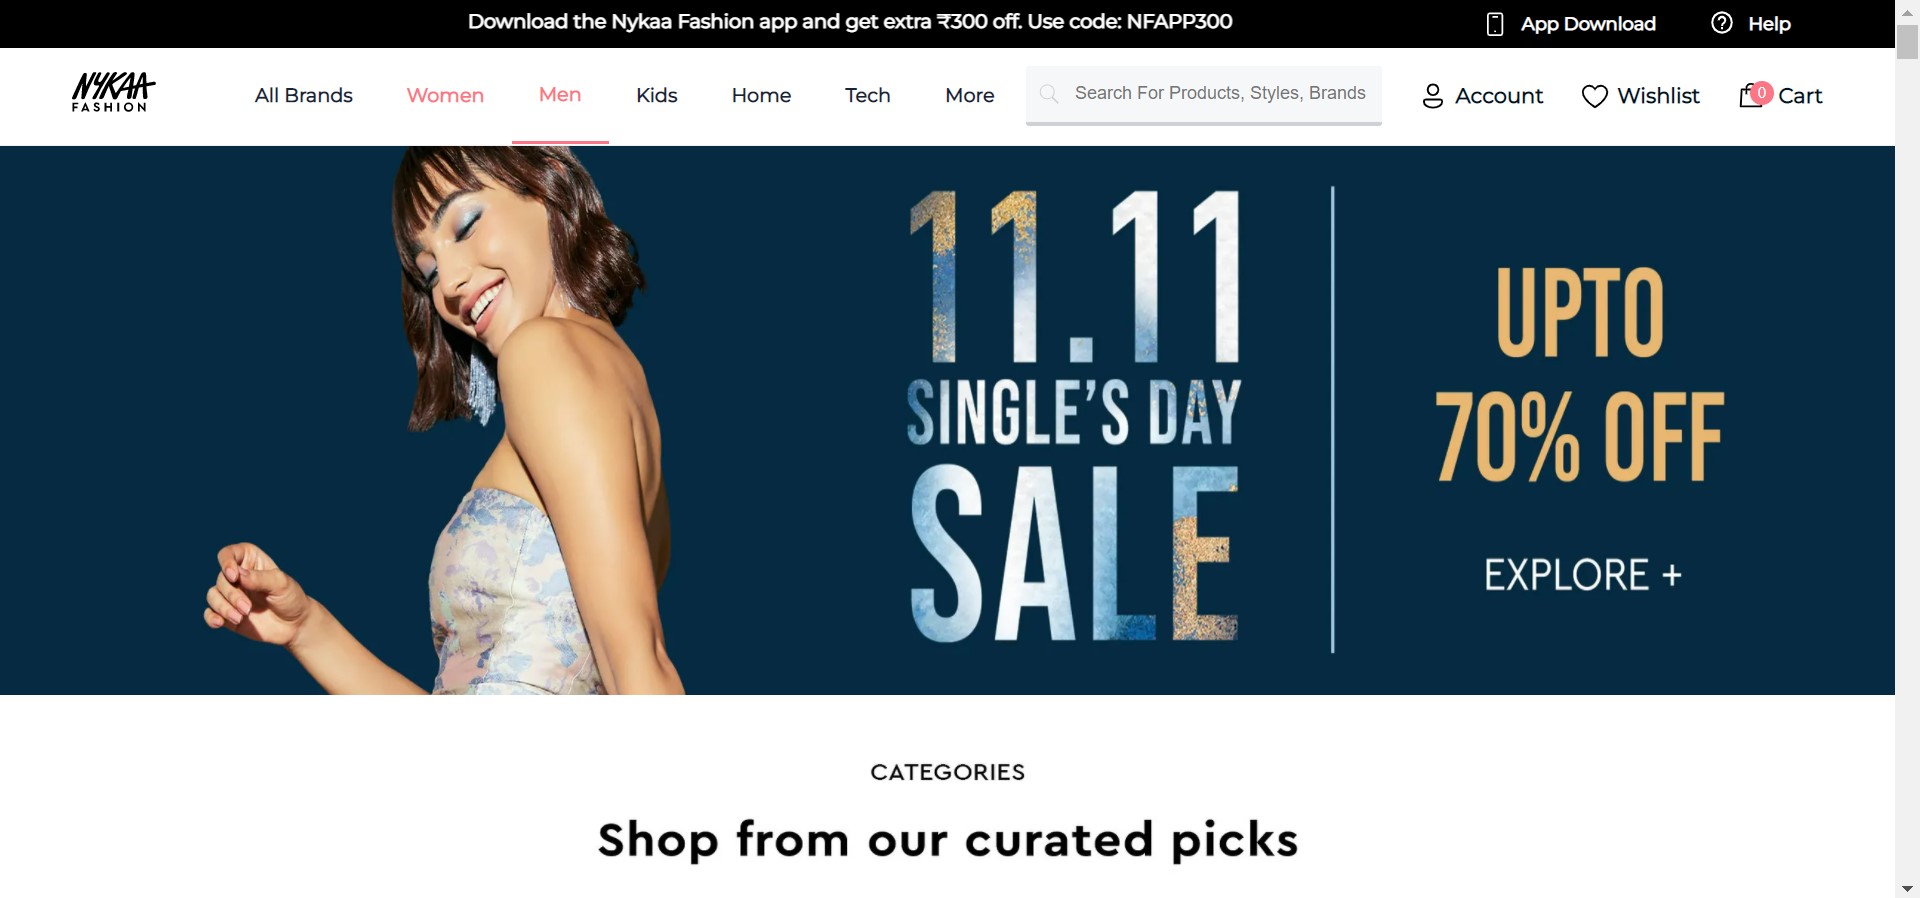 Download the Nykaa Fashion app and get extra ₹300 off. Use code: NFAPP300
App Download
Help
NYKAA
FASHION
All Brands
Women
Men
Kids
Home
Tech
More
Search For Products, Styles, Brands
Account
Wishlist
0
Cart
11.11
SINGLE'S DAY
SALE
UPTO
70% OFF
EXPLORE +
CATEGORIES
Shop from our curated picks